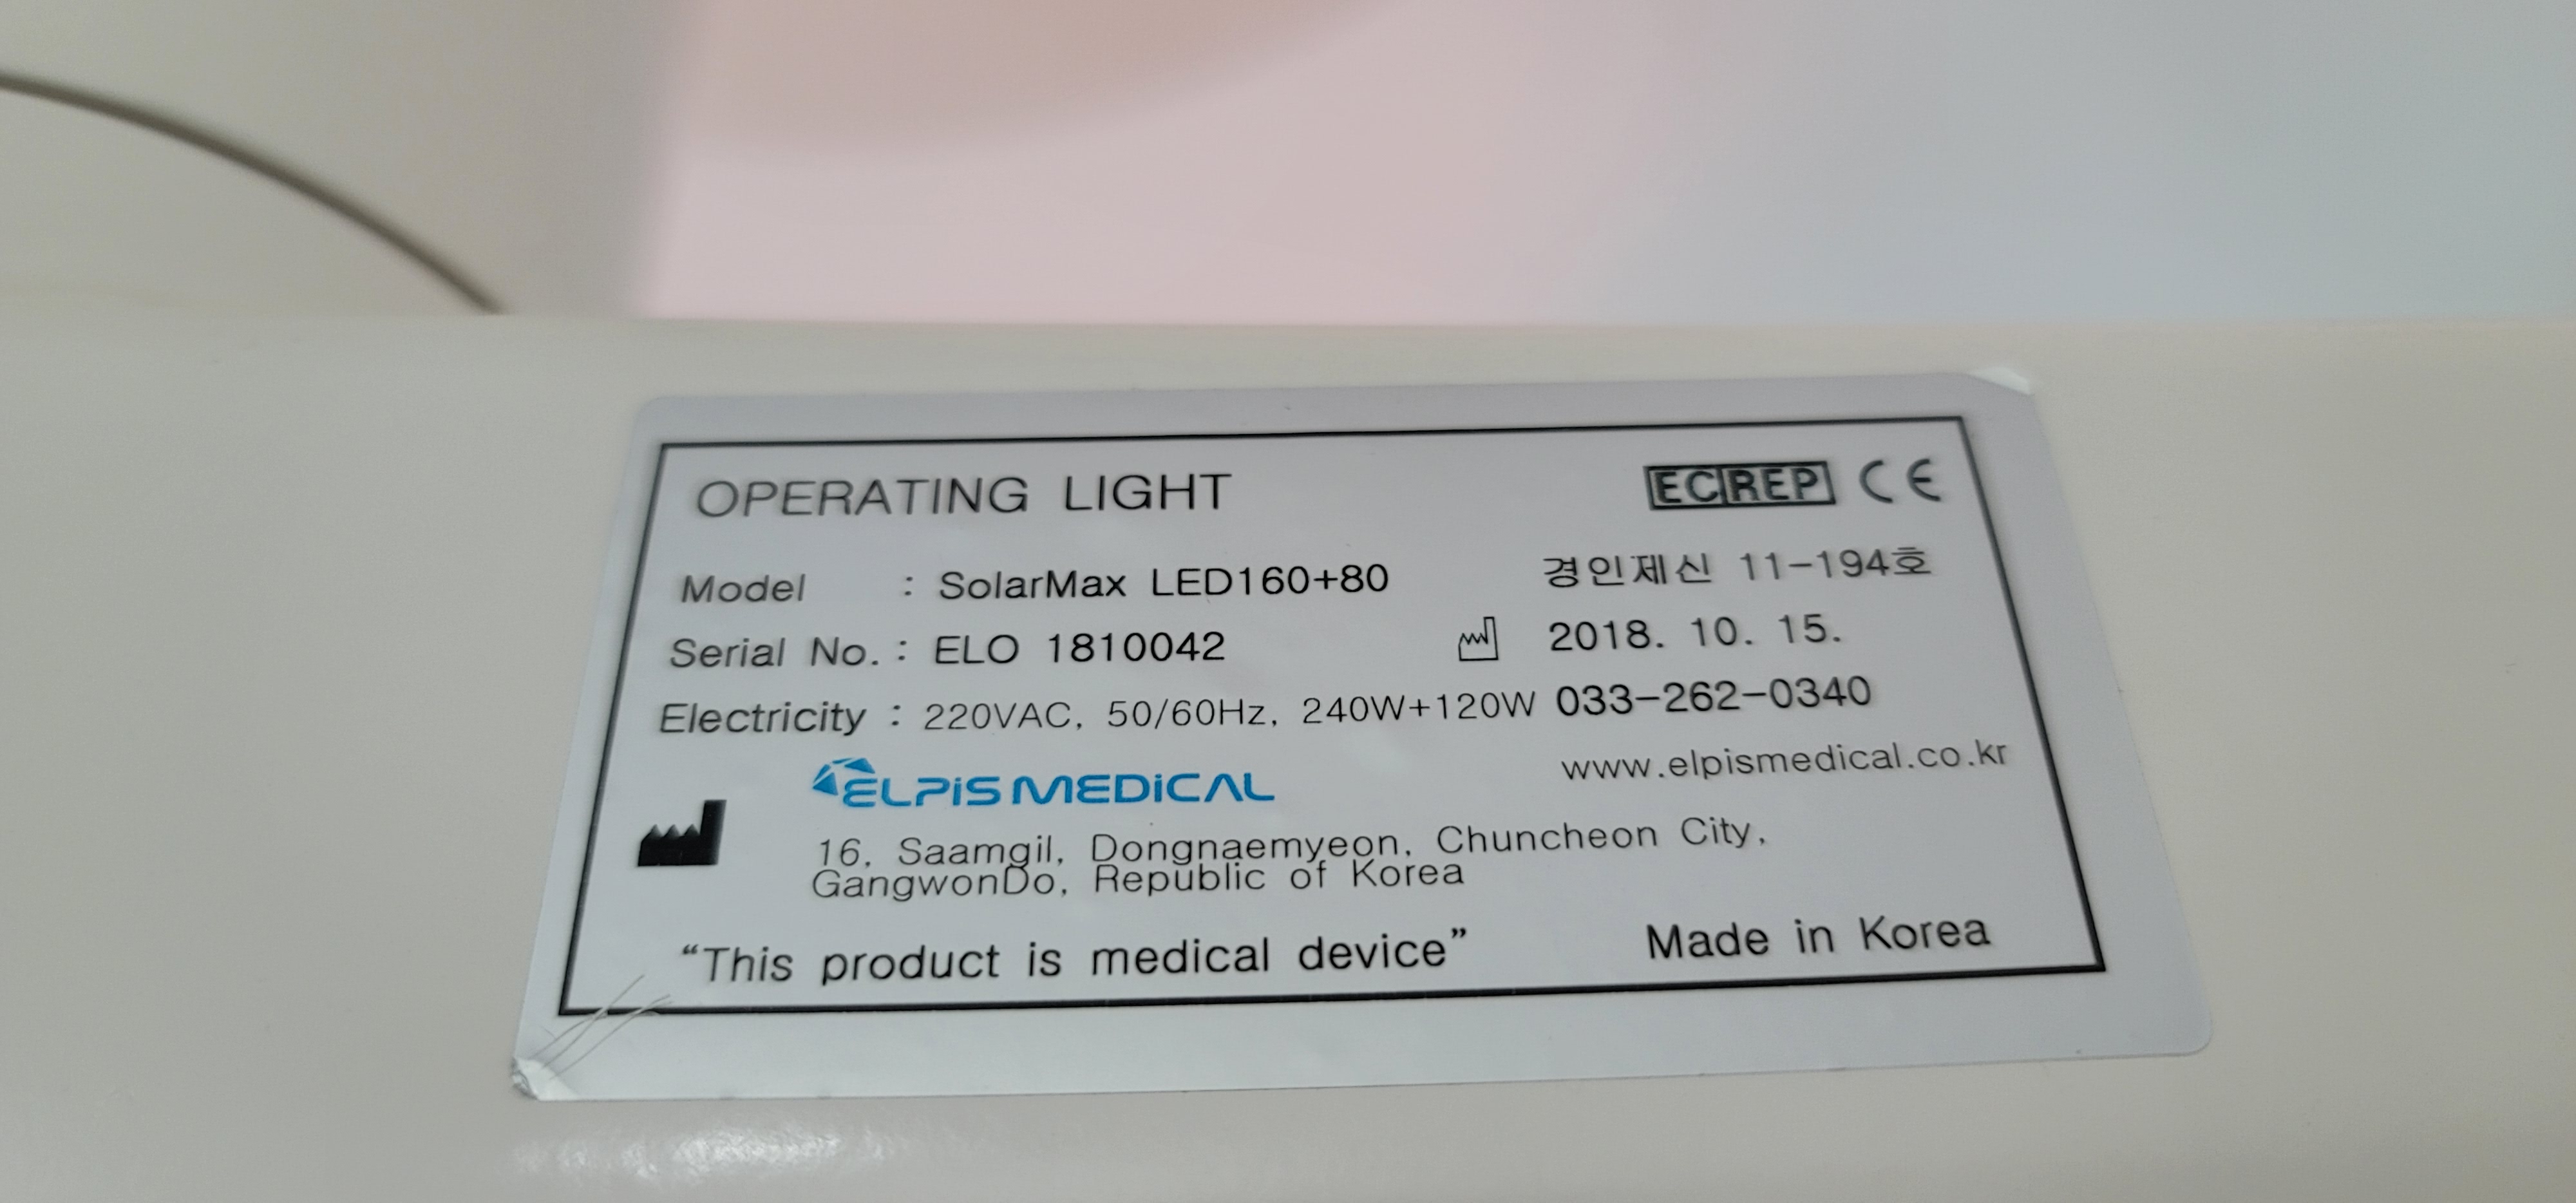 OPERATING LIGHT EC REP CE
Model : SolarMax LED160+80 경인제신 11-194호
Serial No. : ELO 1810042 2018. 10. 15.
Electricity : 220VAC, 50/60Hz, 240W+120W 033-262-0340
ELPIS MEDICAL www.elpismedical.co.kr
16, Saamgil, Dongnaemyeon, Chuncheon City,
GangwonDo, Republic of Korea
“This product is medical device” Made in Korea